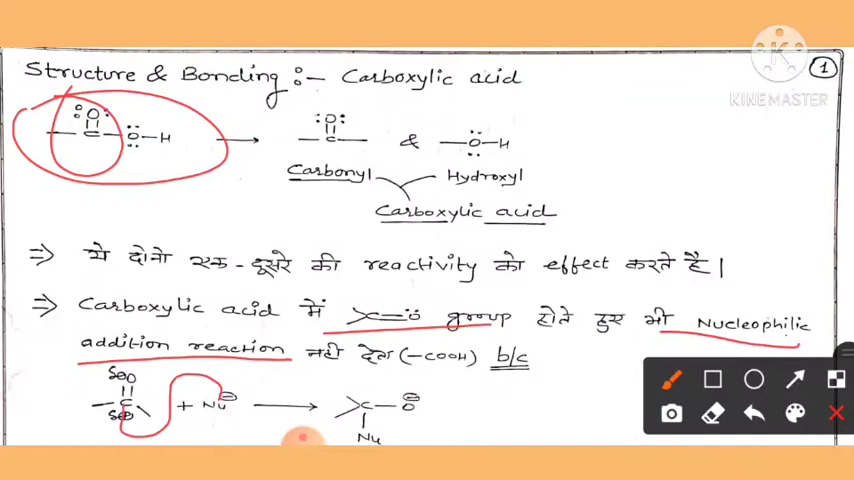 Structure & Bonding :- Carboxylic acid
1
KINEMASTER
-C-O-H → -C- & -O-H
Carbonyl Hydroxyl
Carboxylic acid
⇒ ये दोनो एक-दूसरे की reactivity को effect करते है।
⇒ Carboxylic acid में >C=O group होते हुए भी Nucleophilic
addition reaction नही देता (-COOH) b/c
+ Nu⊖ → >C-O⊖
Nu